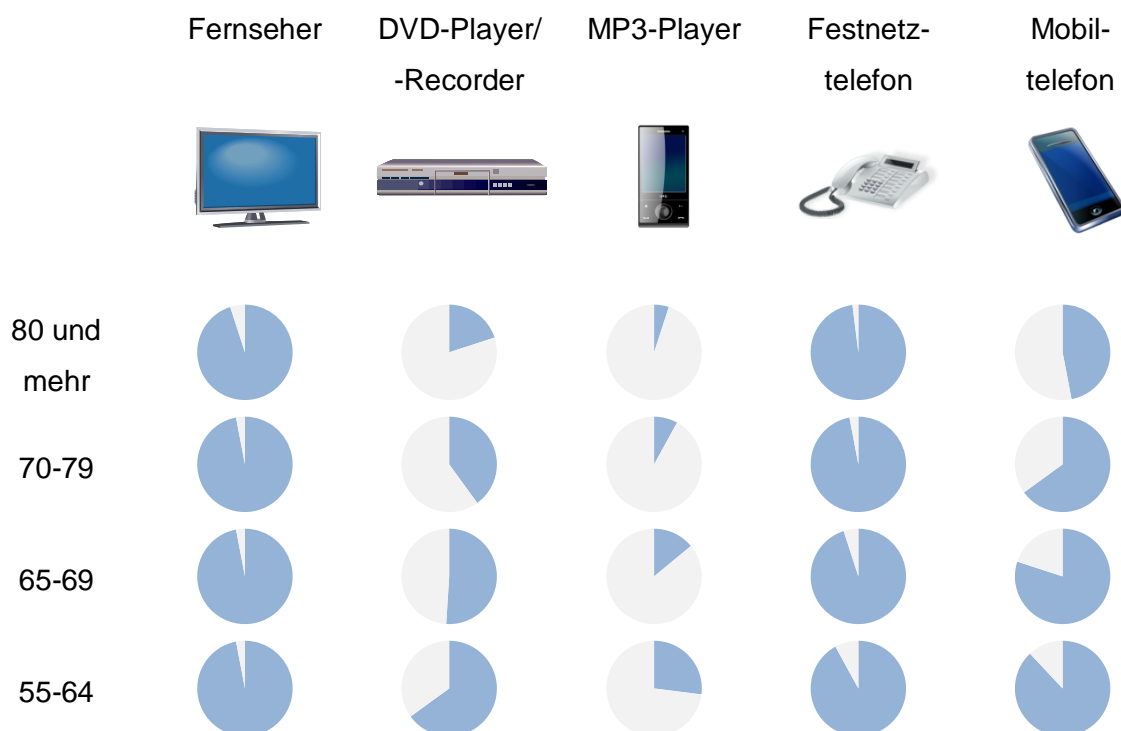 Fernseher DVD-Player/ MP3-Player Festnetz- Mobil-
-Recorder telefon telefon
80 und
mehr
70-79
65-69
55-64